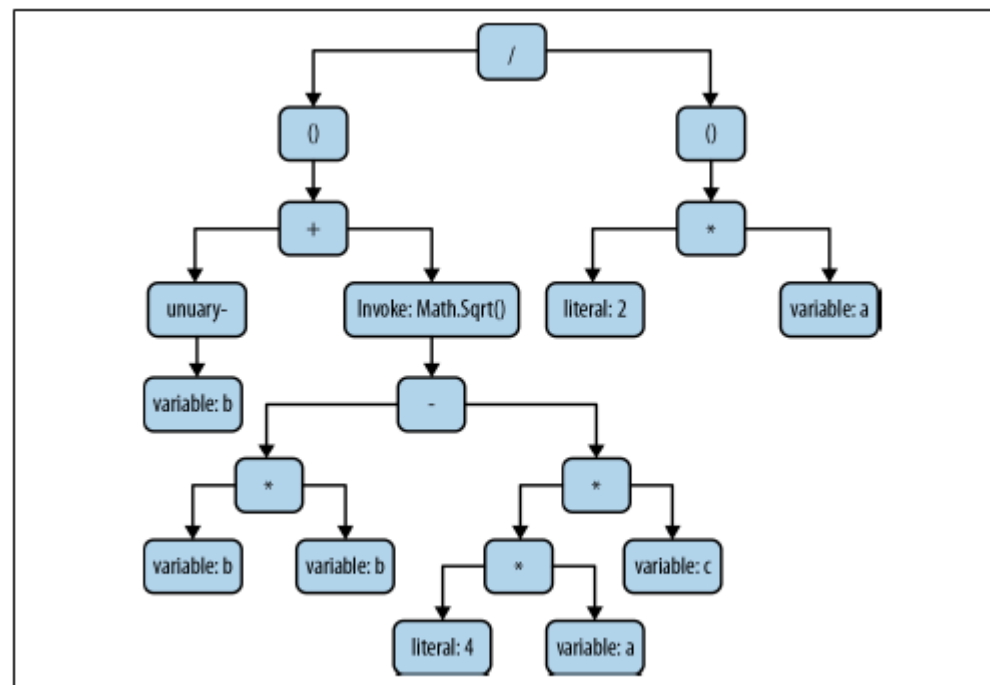 /
()
()
+
*
unuary-
Invoke: Math.Sqrt()
literal: 2
variable: a
variable: b
-
*
*
variable: b
variable: b
*
variable: c
literal: 4
variable: a